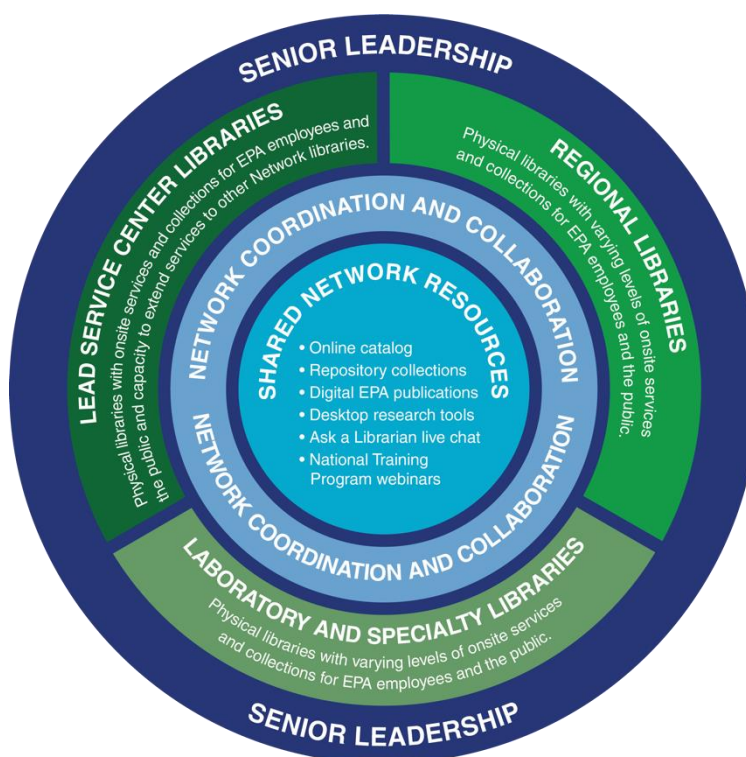 SENIOR LEADERSHIP
LEAD SERVICE CENTER LIBRARIES
Physical libraries with onsite services and collections for EPA employees and
the public and capacity to extend services to other Network libraries.
REGIONAL LIBRARIES
Physical libraries with varying levels of onsite services
and collections for EPA employees and the public.
NETWORK COORDINATION AND COLLABORATION
SHARED NETWORK RESOURCES
• Online catalog
• Repository collections
• Digital EPA publications
• Desktop research tools
• Ask a Librarian live chat
• National Training
Program webinars
NETWORK COORDINATION AND COLLABORATION
LABORATORY AND SPECIALTY LIBRARIES
Physical libraries with varying levels of onsite services
and collections for EPA employees and the public.
SENIOR LEADERSHIP